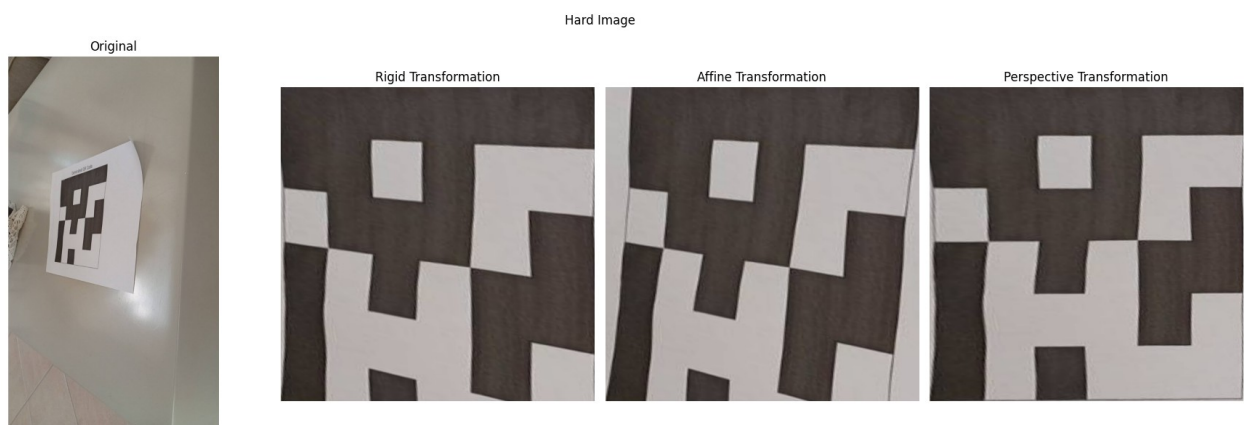 Hard Image
Original
Rigid Transformation
Affine Transformation
Perspective Transformation